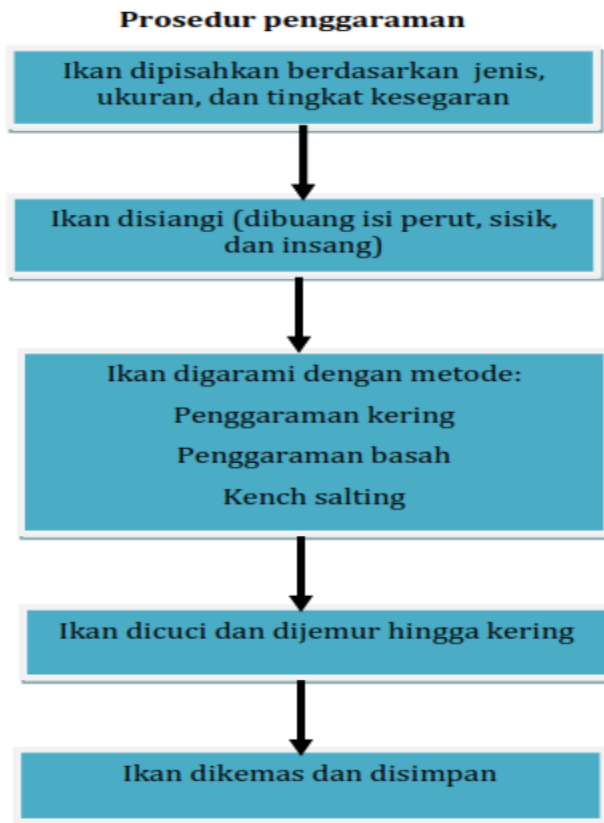 Prosedur penggaraman
Ikan dipisahkan berdasarkan jenis,
ukuran, dan tingkat kesegaran
Ikan disiangi (dibuang isi perut, sisik,
dan insang)
Ikan digarami dengan metode:
Penggaraman kering
Penggaraman basah
Kench salting
Ikan dicuci dan dijemur hingga kering
Ikan dikemas dan disimpan